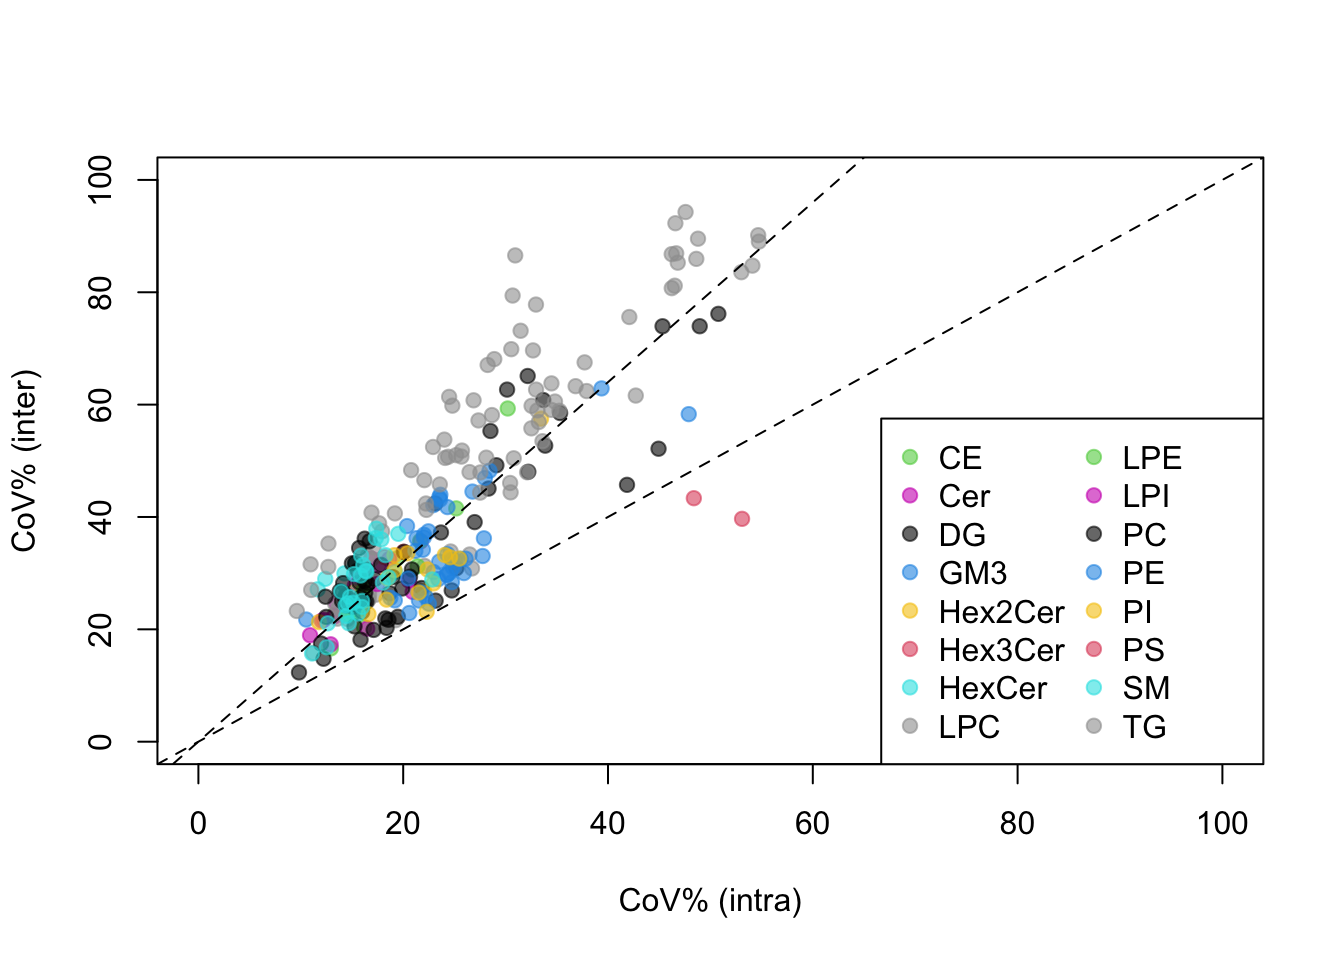 CoV% (inter)
100
80
60
40
20
0
CE LPE
Cer LPI
DG PC
GM3 PE
Hex2Cer PI
Hex3Cer PS
HexCer SM
LPC TG
0 20 40 60 80 100
CoV% (intra)